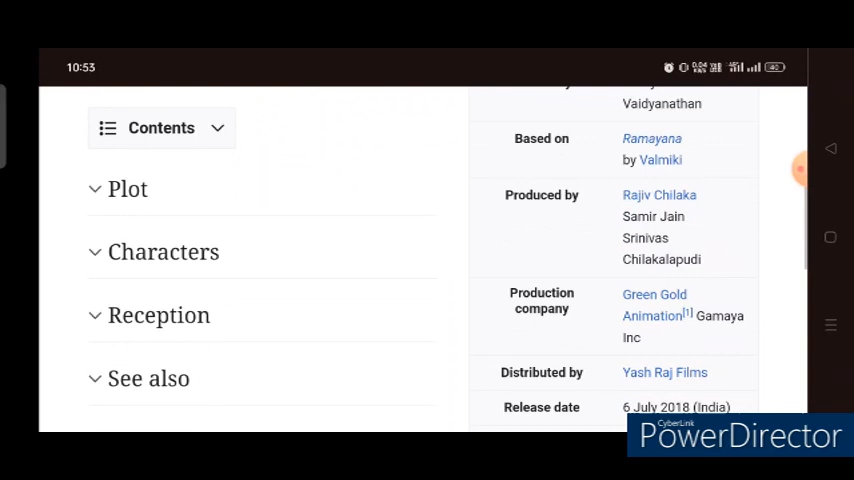 10:53
40
Contents
Plot
Characters
Reception
See also
Vaidyanathan
Based on
Ramayana
by Valmiki
Produced by
Rajiv Chilaka
Samir Jain
Srinivas
Chilakalapudi
Production
company
Green Gold
Animation[1] Gamaya
Inc
Distributed by
Yash Raj Films
Release date
6 July 2018 (India)
CyberLink
PowerDirector